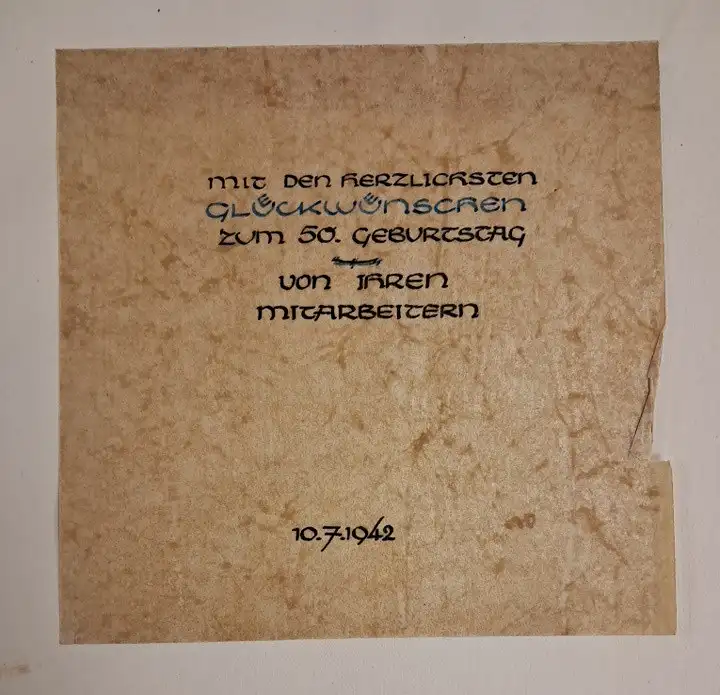 MIT DEN HERZLICHSTEN
GLÜCKWÜNSCHEN
ZUM 50. GEBURTSTAG
VON IHREN
MITARBEITERN
10.7.1942